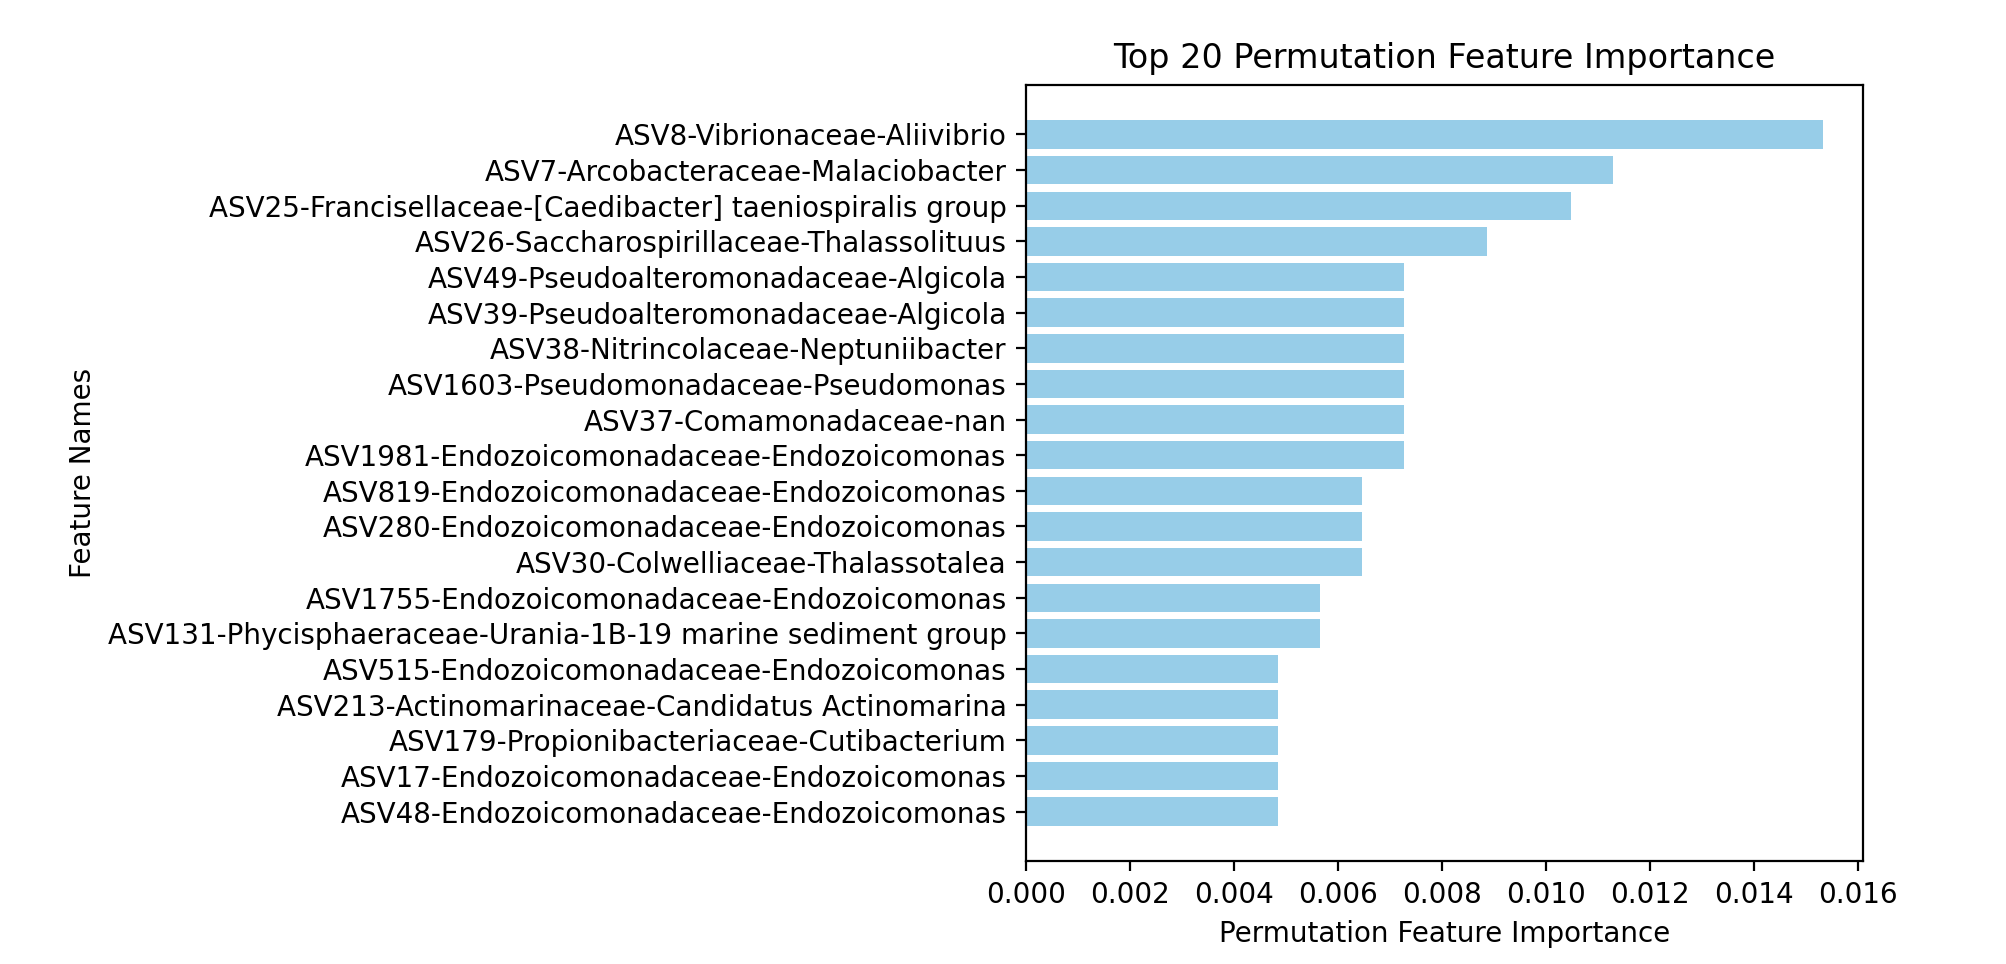 Top 20 Permutation Feature Importance
Feature Names
ASV8-Vibrionaceae-Aliivibrio
ASV7-Arcobacteraceae-Malaciobacter
ASV25-Francisellaceae-[Caedibacter] taeniospiralis group
ASV26-Saccharospirillaceae-Thalassolituus
ASV49-Pseudoalteromonadaceae-Algicola
ASV39-Pseudoalteromonadaceae-Algicola
ASV38-Nitrincolaceae-Neptuniibacter
ASV1603-Pseudomonadaceae-Pseudomonas
ASV37-Comamonadaceae-nan
ASV1981-Endozoicomonadaceae-Endozoicomonas
ASV819-Endozoicomonadaceae-Endozoicomonas
ASV280-Endozoicomonadaceae-Endozoicomonas
ASV30-Colwelliaceae-Thalassotalea
ASV1755-Endozoicomonadaceae-Endozoicomonas
ASV131-Phycisphaeraceae-Urania-1B-19 marine sediment group
ASV515-Endozoicomonadaceae-Endozoicomonas
ASV213-Actinomarinaceae-Candidatus Actinomarina
ASV179-Propionibacteriaceae-Cutibacterium
ASV17-Endozoicomonadaceae-Endozoicomonas
ASV48-Endozoicomonadaceae-Endozoicomonas
0.000 0.002 0.004 0.006 0.008 0.010 0.012 0.014 0.016
Permutation Feature Importance